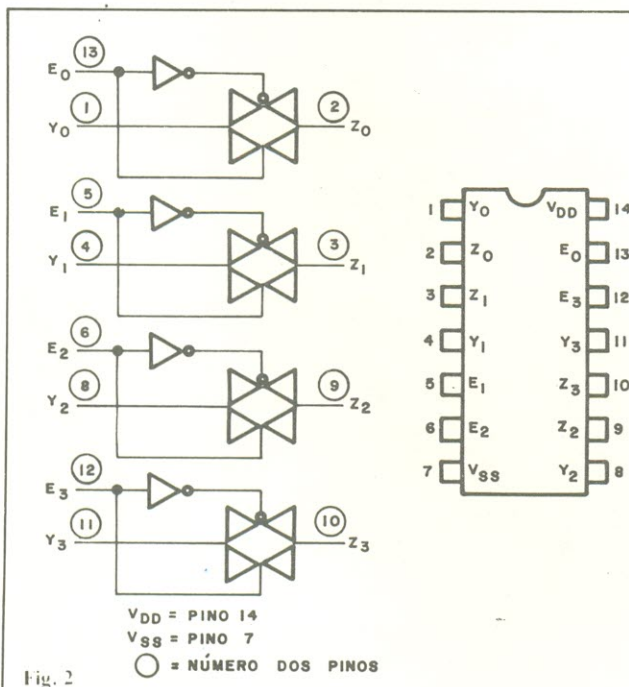 13
E0
1
2
Y0
Z0
5
E1
4
3
Y1
Z1
6
E2
8
9
Y2
Z2
12
E3
11
10
Y3
Z3
VDD = PINO 14
VSS = PINO 7
= NÚMERO DOS PINOS
1 Y0 VDD 14
2 Z0 E0 13
3 Z1 E3 12
4 Y1 Y3 11
5 E1 Z3 10
6 E2 Z2 9
7 VSS Y2 8
Fig. 2